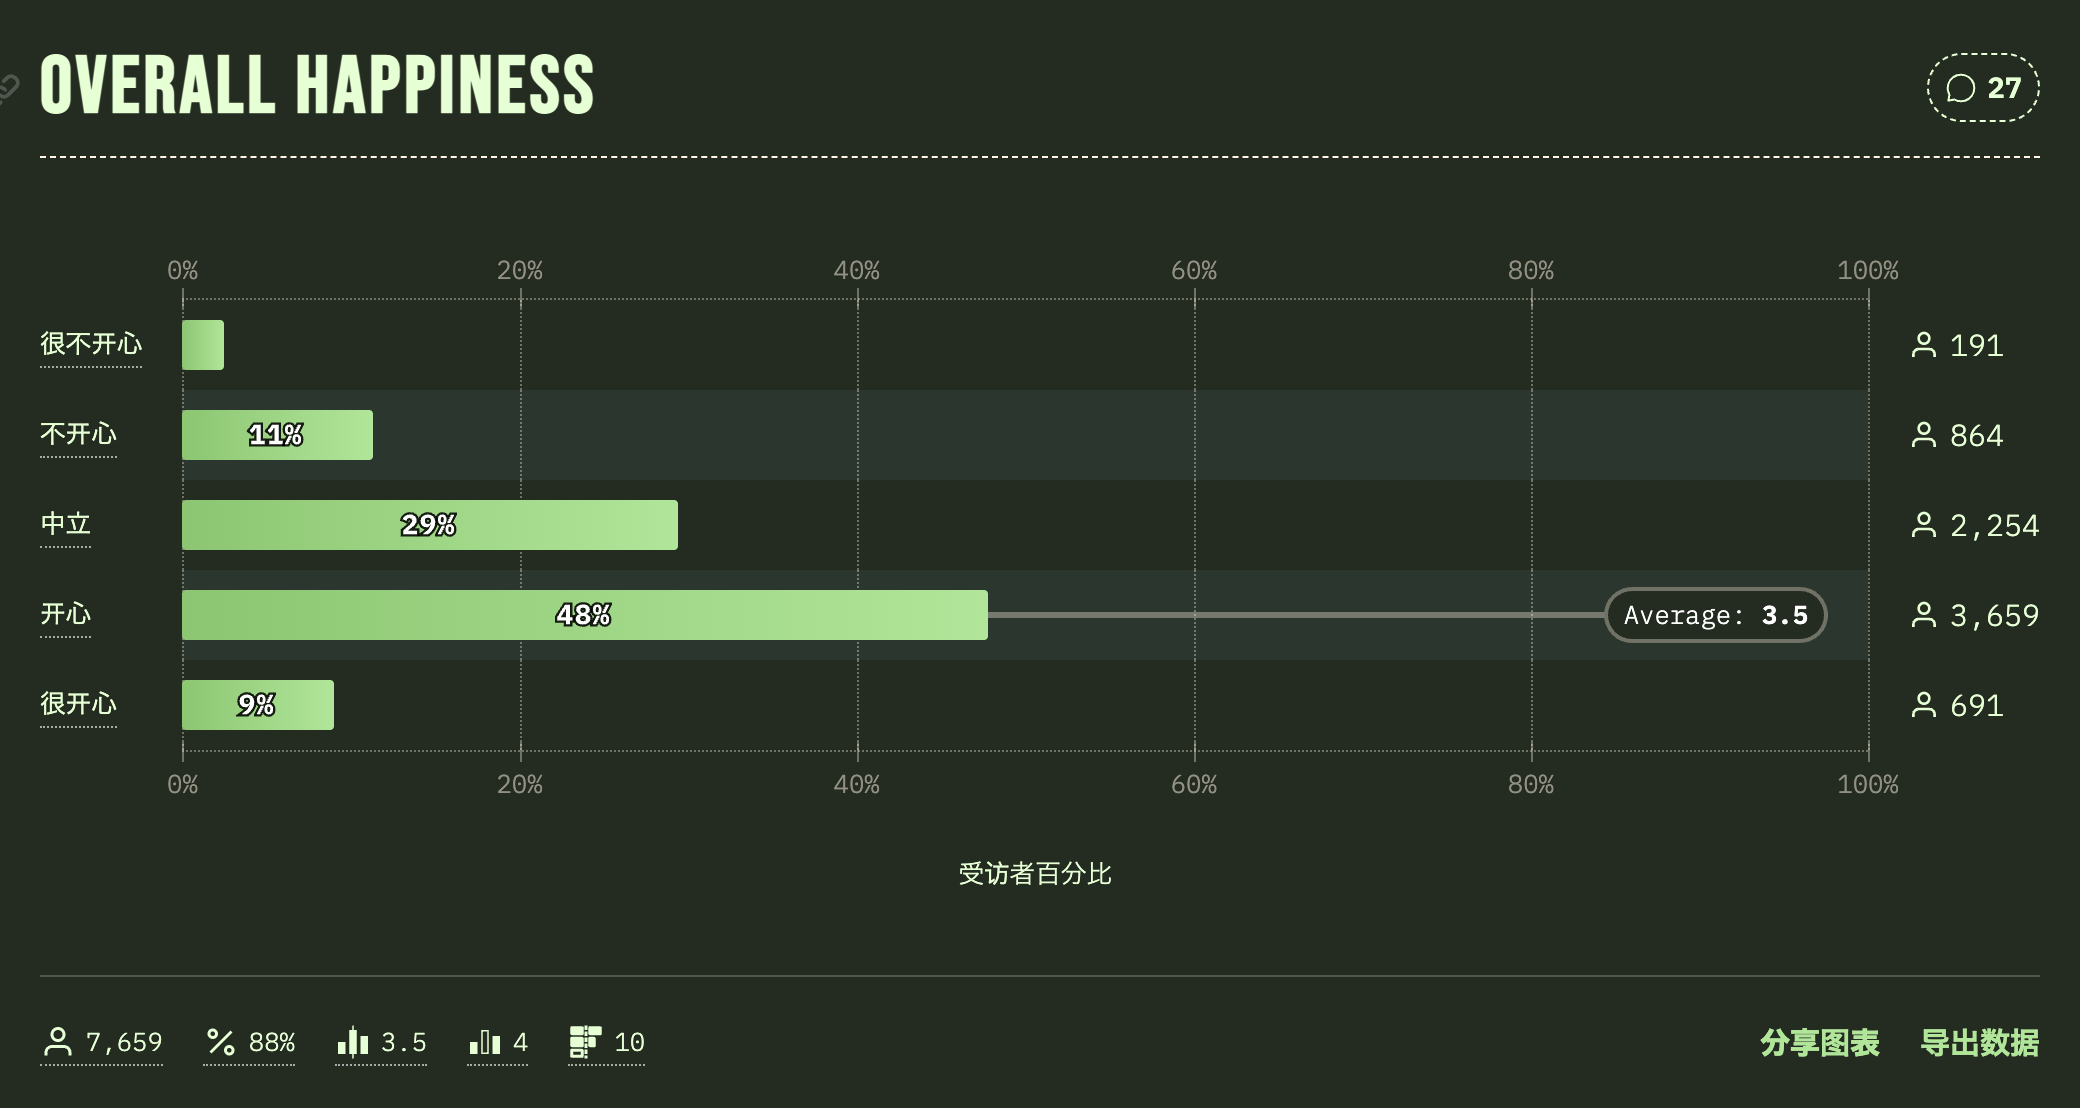 OVERALL HAPPINESS
27
0% 20% 40% 60% 80% 100%
很不开心 191
不开心 11% 864
中立 29% 2,254
开心 48% Average: 3.5 3,659
很开心 9% 691
0% 20% 40% 60% 80% 100%
受访者百分比
7,659 88% 3.5 4 10 分享图表 导出数据